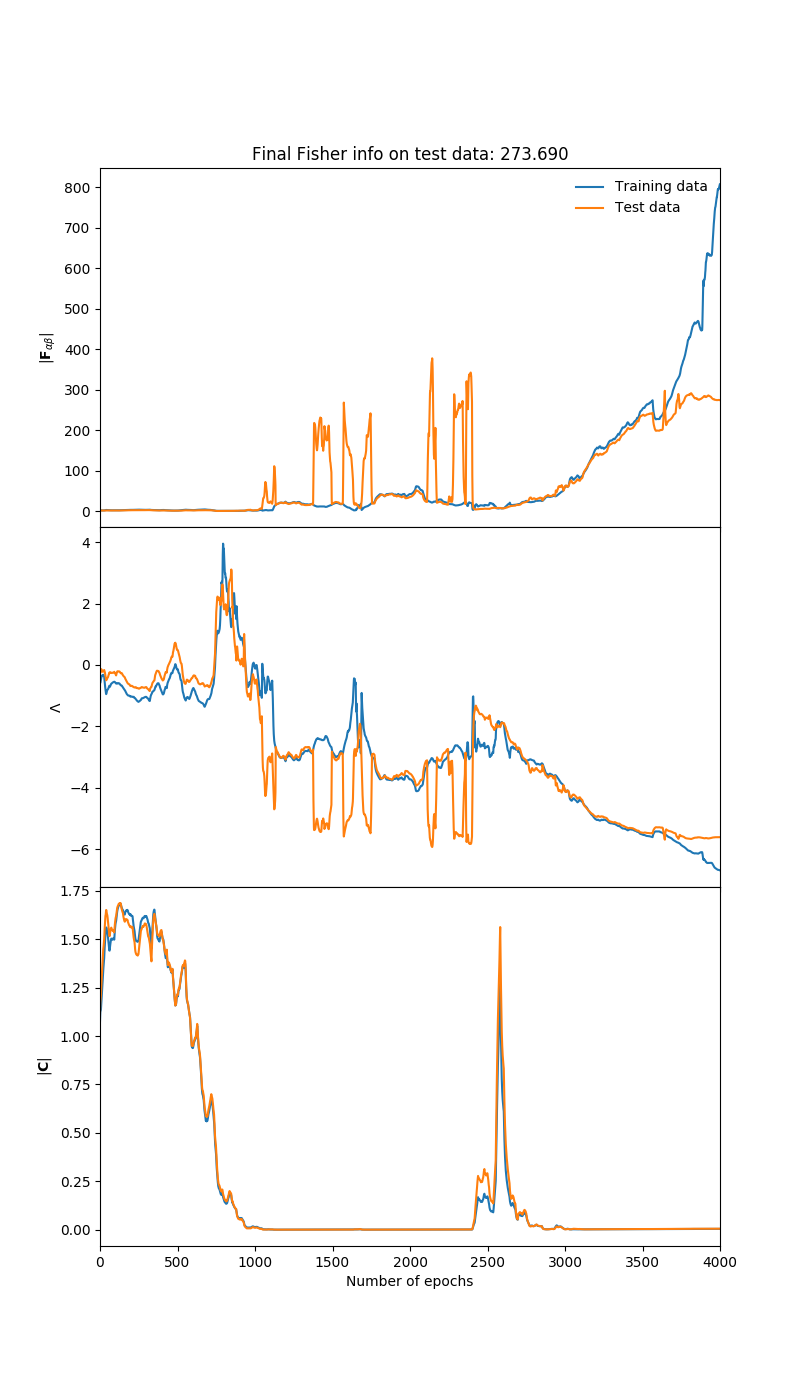 Final Fisher info on test data: 273.690
Training data
Test data
800
700
600
500
400
300
200
100
0
|F_{αβ}|
4
2
0
−2
−4
−6
Λ
1.75
1.50
1.25
1.00
0.75
0.50
0.25
0.00
|C|
0 500 1000 1500 2000 2500 3000 3500 4000
Number of epochs